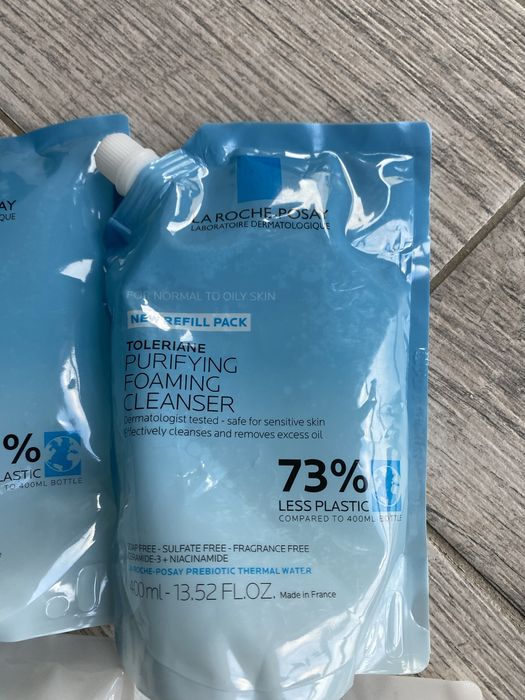 LA ROCHE-POSAY
LABORATOIRE DERMATOLOGIQUE
FOR NORMAL TO OILY SKIN
NEW REFILL PACK
TOLERIANE
PURIFYING
FOAMING
CLEANSER
Dermatologist tested - safe for sensitive skin
Effectively cleanses and removes excess oil
73%
LESS PLASTIC
COMPARED TO 400ML BOTTLE
SOAP FREE - SULFATE FREE - FRAGRANCE FREE
CERAMIDE-3 + NIACINAMIDE
LA ROCHE-POSAY PREBIOTIC THERMAL WATER
400ml - 13.52 FL.OZ. Made in France
SAY
QUE
%
LASTIC
TO 400ML BOTTLE